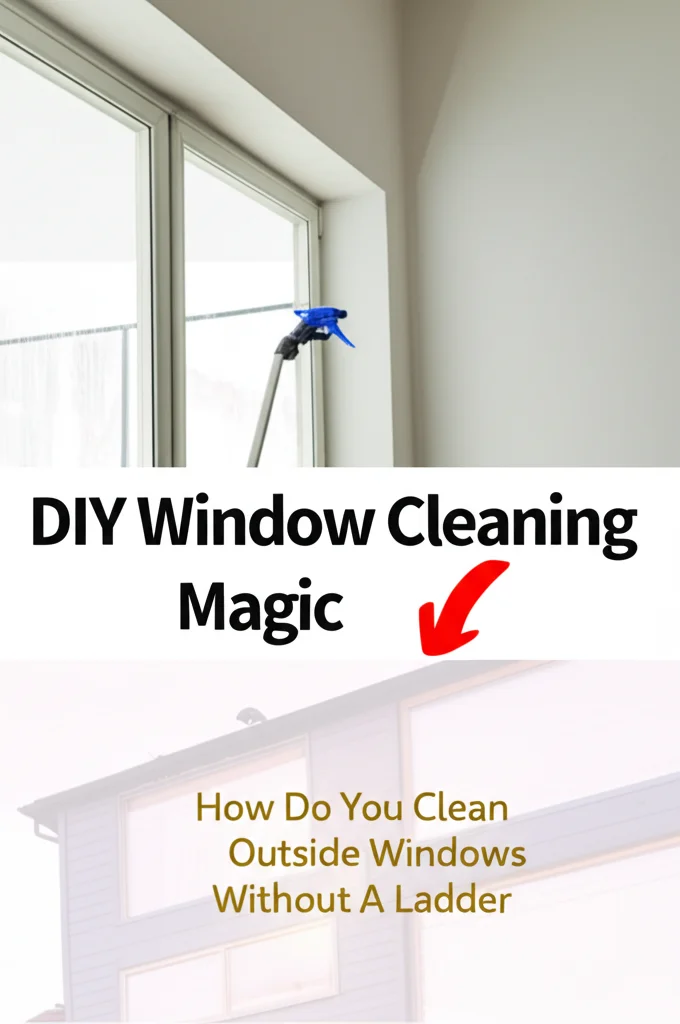 DIY Window Cleaning
Magic
How Do You Clean
Outside Windows
Without A Ladder